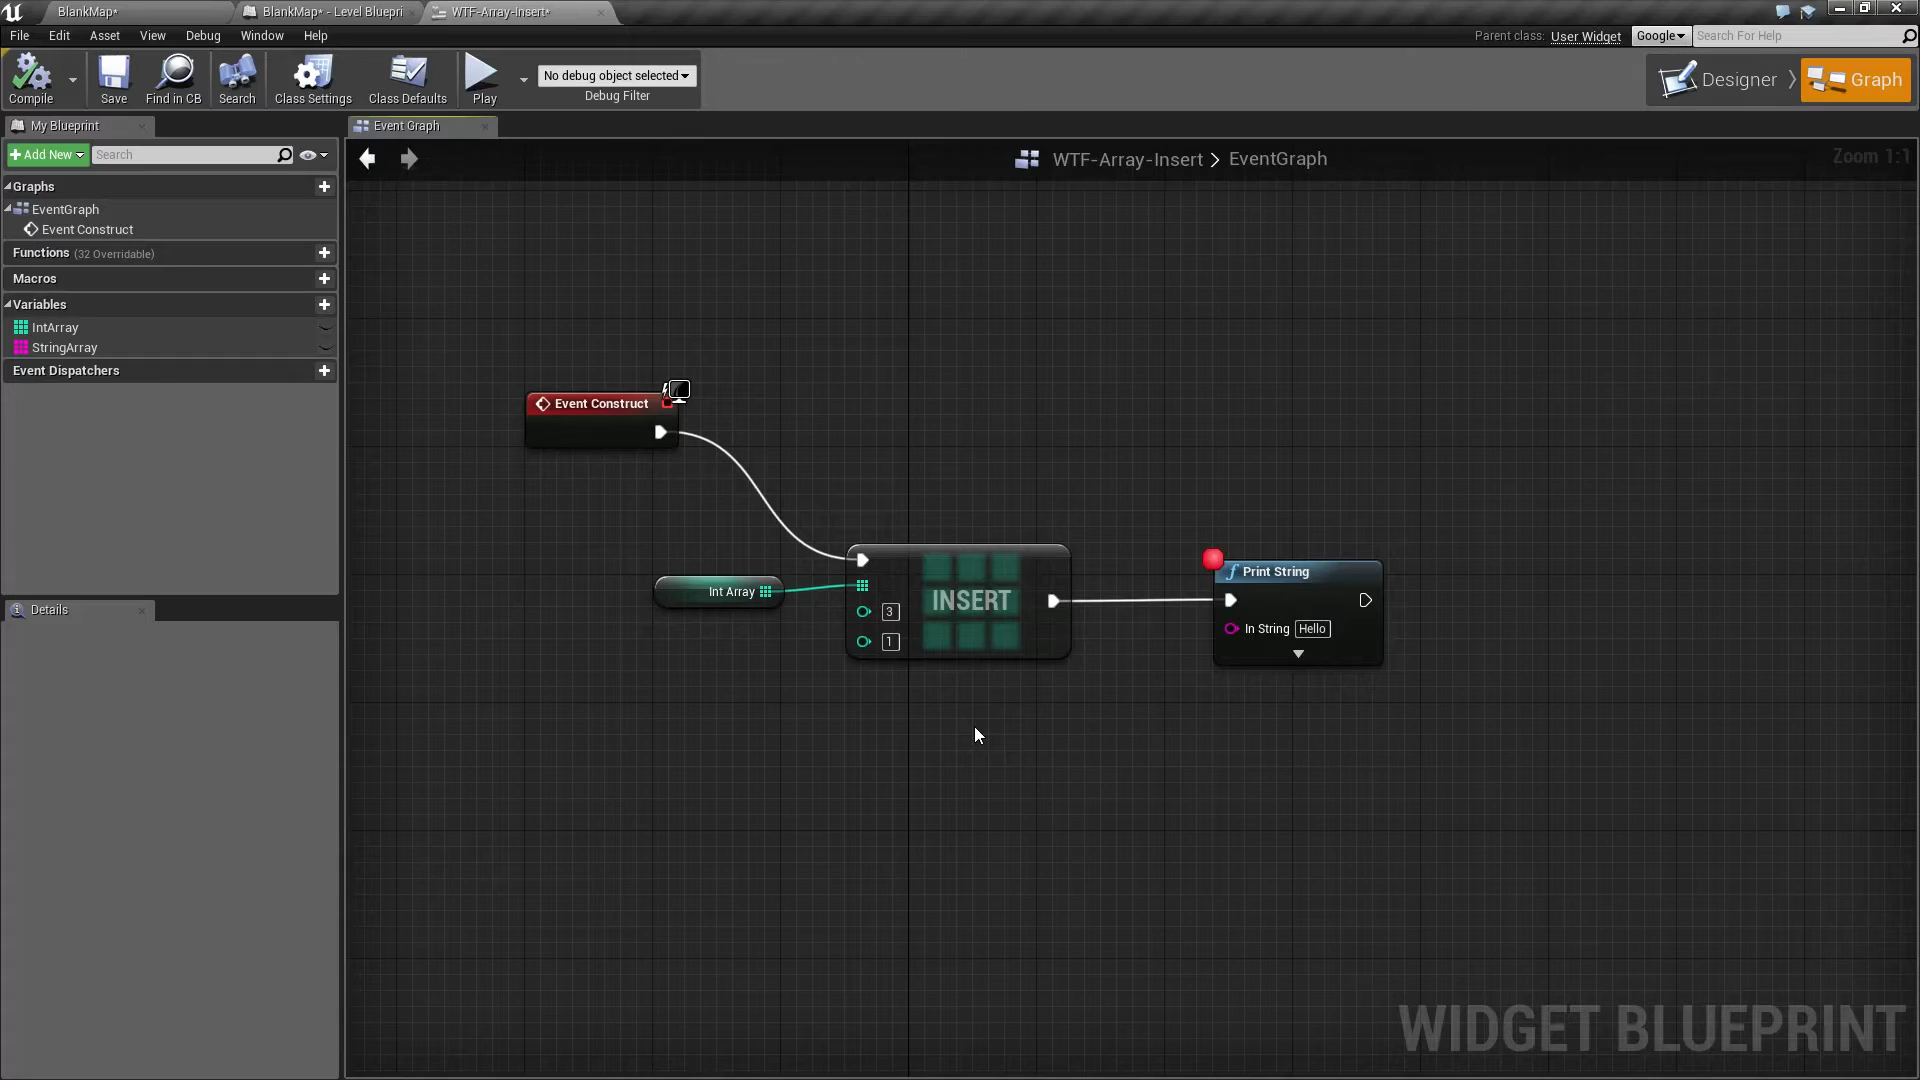 BlankMap*
BlankMap* - Level Bluepri
WTF-Array-Insert*
File Edit Asset View Debug Window Help
Parent class: User Widget Google Search For Help
Compile
Save
Find in CB
Search
Class Settings
Class Defaults
Play
No debug object selected
Debug Filter
Designer
Graph
My Blueprint
Event Graph
Add New Search
WTF-Array-Insert > EventGraph
Zoom 1:1
Graphs
EventGraph
Event Construct
Functions (32 Overridable)
Macros
Variables
IntArray
StringArray
Event Dispatchers
Details
Event Construct
Int Array
3
1
INSERT
Print String
In String Hello
WIDGET BLUEPRINT